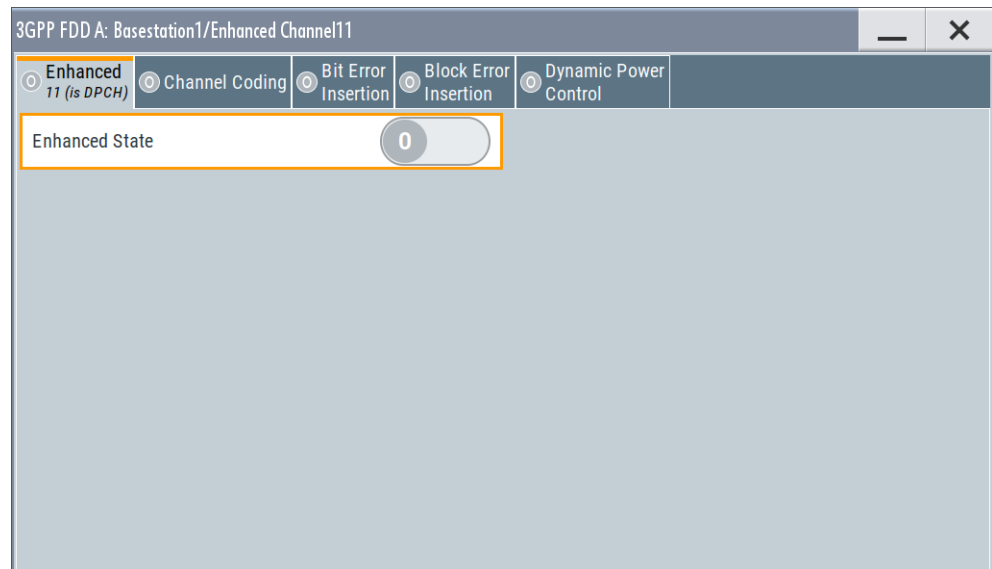 3GPP FDD A: Basestation1/Enhanced Channel11
Enhanced
11 (is DPCH)
Channel Coding
Bit Error
Insertion
Block Error
Insertion
Dynamic Power
Control
Enhanced State
0